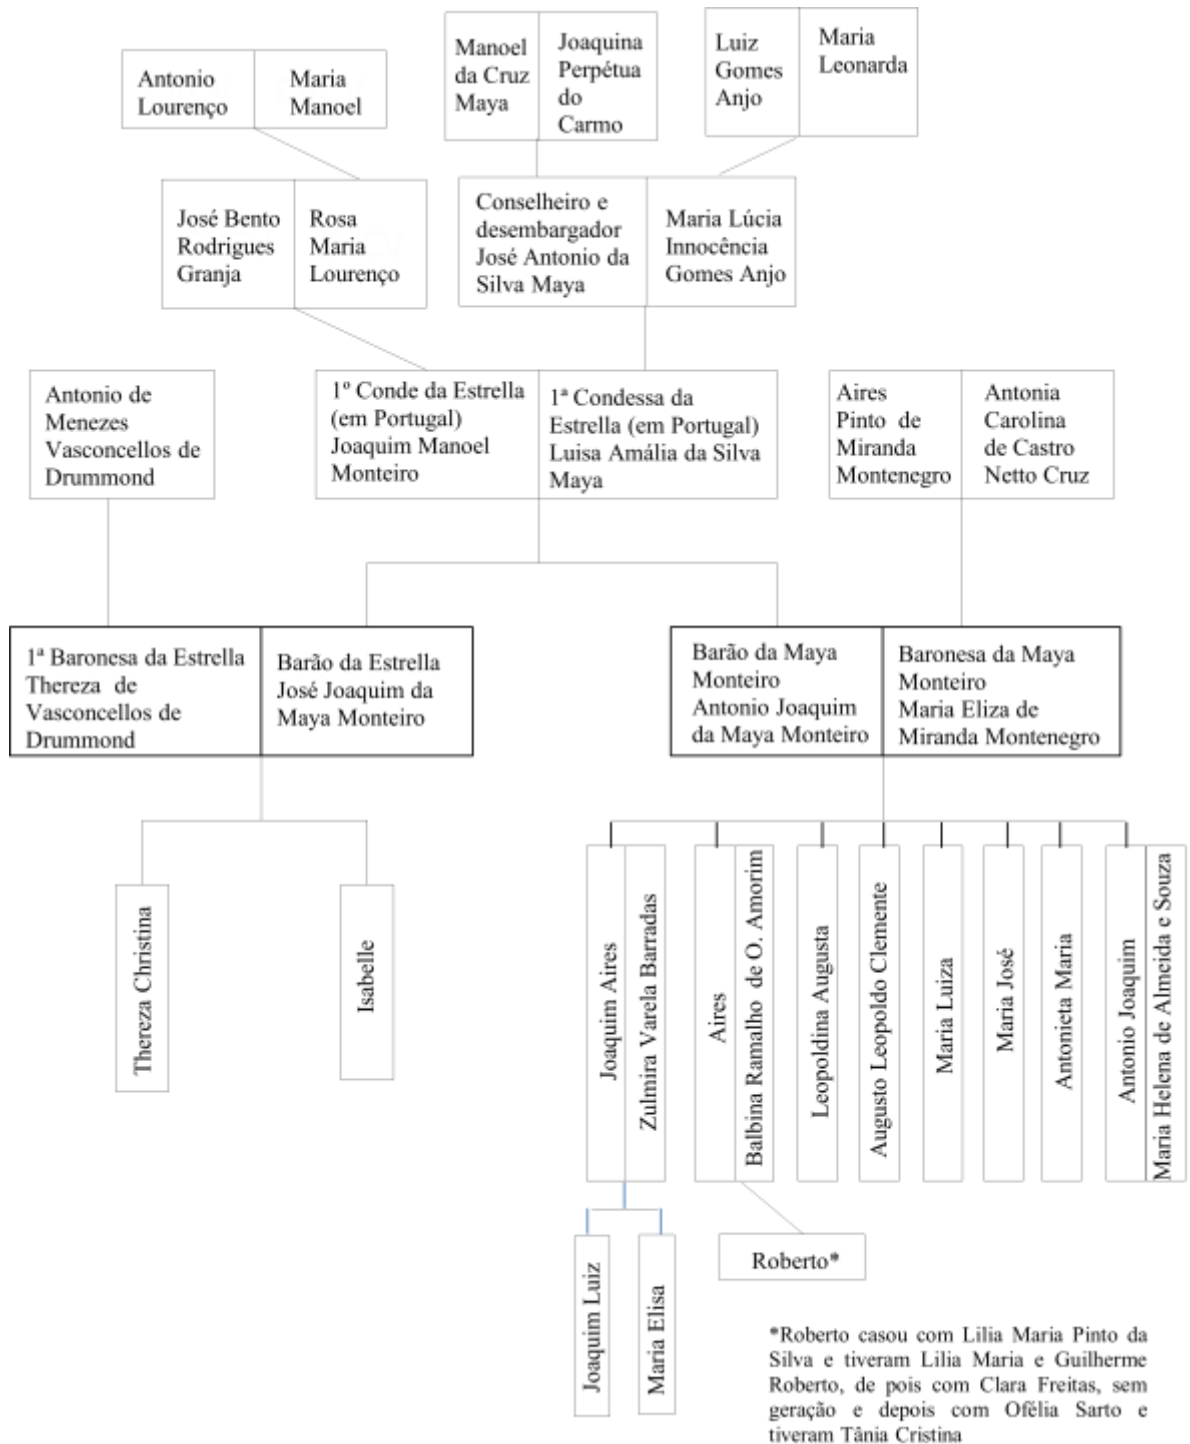 Antonio
Lourenço
Maria
Manoel
Manoel
da Cruz
Maya
Joaquina
Perpétua
do
Carmo
Luiz
Gomes
Anjo
Maria
Leonarda
José Bento
Rodrigues
Granja
Rosa
Maria
Lourenço
Conselheiro e
desembargador
José Antonio da
Silva Maya
Maria Lúcia
Innocência
Gomes Anjo
Antonio de
Menezes
Vasconcellos de
Drummond
1º Conde da Estrella
(em Portugal)
Joaquim Manoel
Monteiro
1ª Condessa da
Estrella (em Portugal)
Luisa Amália da Silva
Maya
Aires
Pinto de
Miranda
Montenegro
Antonia
Carolina
de Castro
Netto Cruz
1ª Baronesa da Estrella
Thereza de
Vasconcellos de
Drummond
Barão da Estrella
José Joaquim da
Maya Monteiro
Barão da Maya
Monteiro
Antonio Joaquim
da Maya Monteiro
Baronesa da Maya
Monteiro
Maria Eliza de
Miranda Montenegro
Thereza Christina
Isabelle
Joaquim Aires
Zulmira Varela Barradas
Aires
Balbina Ramalho de O. Amorim
Leopoldina Augusta
Augusto Leopoldo Clemente
Maria Luiza
Maria José
Antonieta Maria
Antonio Joaquim
Maria Helena de Almeida e Souza
Joaquim Luiz
Maria Elisa
Roberto*
*Roberto casou com Lilia Maria Pinto da
Silva e tiveram Lilia Maria e Guilherme
Roberto, de pois com Clara Freitas, sem
geração e depois com Ofélia Sarto e
tiveram Tânia Cristina